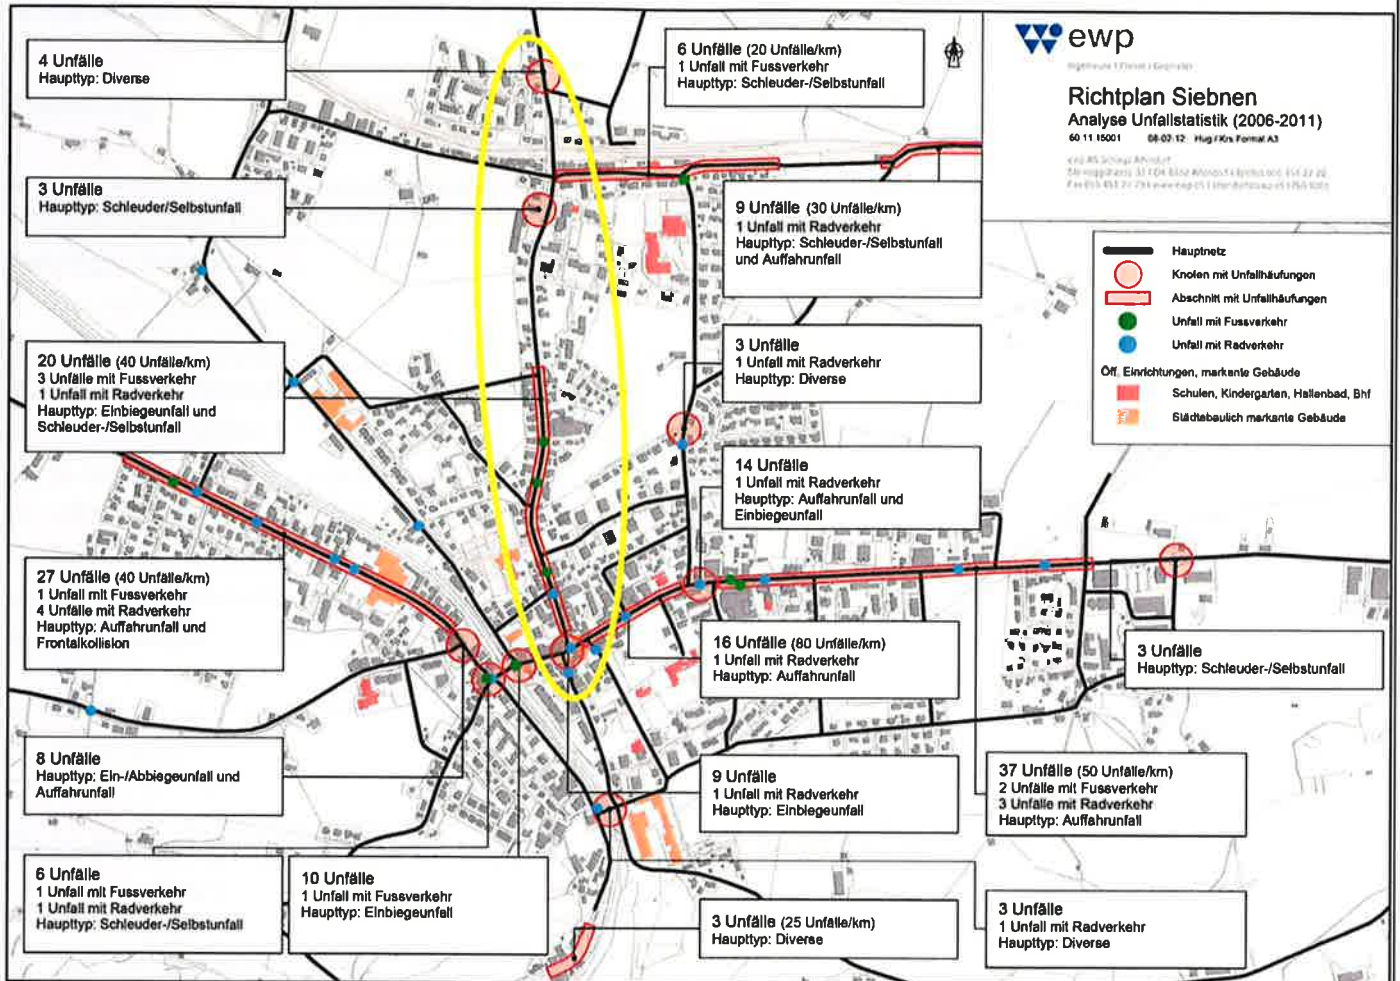 ewp
Richtplan Siebnen
Analyse Unfallstatistik (2006-2011)
60 11 15001 08-02-12 Hug / Krs Format A3
4 Unfälle
Haupttyp: Diverse
6 Unfälle (20 Unfälle/km)
1 Unfall mit Fussverkehr
Haupttyp: Schleuder-/Selbstunfall
3 Unfälle
Haupttyp: Schleuder/Selbstunfall
9 Unfälle (30 Unfälle/km)
1 Unfall mit Radverkehr
Haupttyp: Schleuder-/Selbstunfall
und Auffahrunfall
Hauptnetz
Knoten mit Unfallhäufungen
Abschnitt mit Unfallhäufungen
Unfall mit Fussverkehr
Unfall mit Radverkehr
Öff. Einrichtungen, markante Gebäude
Schulen, Kindergarten, Hallenbad, Bhf
Städtebaulich markante Gebäude
20 Unfälle (40 Unfälle/km)
3 Unfälle mit Fussverkehr
1 Unfall mit Radverkehr
Haupttyp: Einbiegeunfall und
Schleuder-/Selbstunfall
3 Unfälle
1 Unfall mit Radverkehr
Haupttyp: Diverse
14 Unfälle
1 Unfall mit Radverkehr
Haupttyp: Auffahrunfall und
Einbiegeunfall
27 Unfälle (40 Unfälle/km)
1 Unfall mit Fussverkehr
4 Unfälle mit Radverkehr
Haupttyp: Auffahrunfall und
Frontalkollision
16 Unfälle (80 Unfälle/km)
1 Unfall mit Radverkehr
Haupttyp: Auffahrunfall
3 Unfälle
Haupttyp: Schleuder-/Selbstunfall
8 Unfälle
Haupttyp: Ein-/Abbiegeunfall und
Auffahrunfall
9 Unfälle
1 Unfall mit Radverkehr
Haupttyp: Einbiegeunfall
37 Unfälle (50 Unfälle/km)
2 Unfälle mit Fussverkehr
3 Unfälle mit Radverkehr
Haupttyp: Auffahrunfall
6 Unfälle
1 Unfall mit Fussverkehr
1 Unfall mit Radverkehr
Haupttyp: Schleuder-/Selbstunfall
10 Unfälle
1 Unfall mit Fussverkehr
Haupttyp: Einbiegeunfall
3 Unfälle (25 Unfälle/km)
Haupttyp: Diverse
3 Unfälle
1 Unfall mit Radverkehr
Haupttyp: Diverse